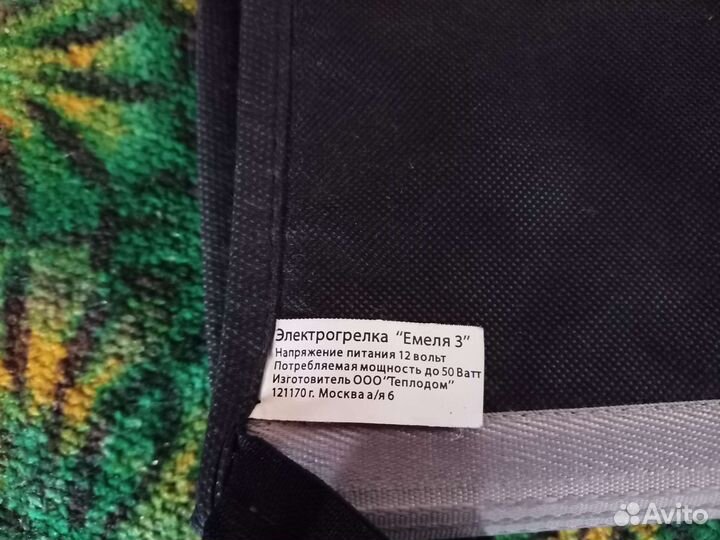 Электрогрелка "Емеля 3"
Напряжение питания 12 вольт
Потребляемая мощность до 50 Ватт
Изготовитель ООО"Теплодом"
121170 г. Москва а/я 6
Avito